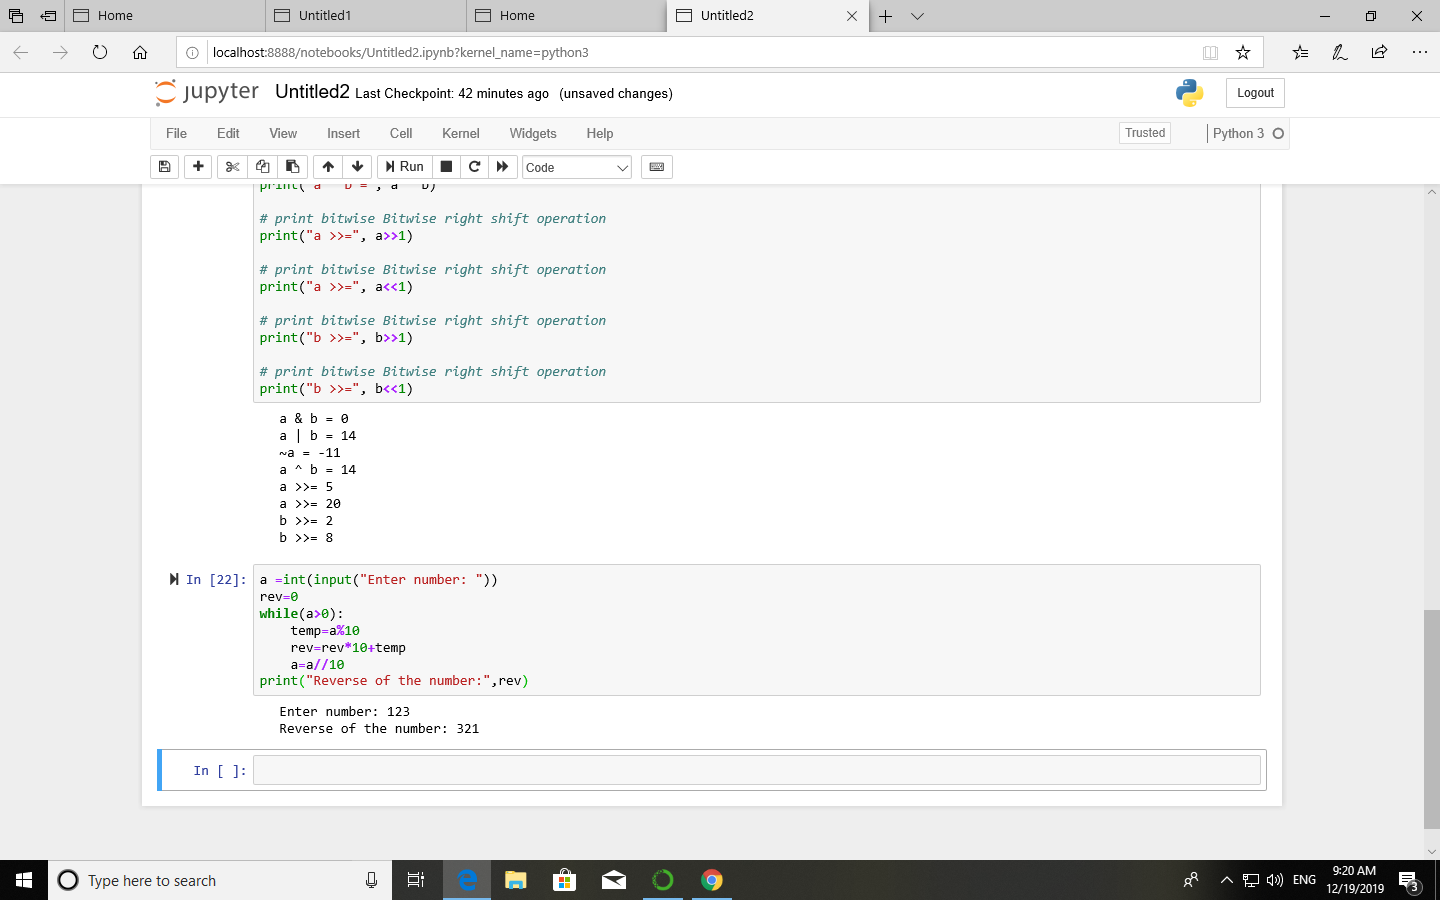 Home
Untitled1
Home
Untitled2
localhost:8888/notebooks/Untitled2.ipynb?kernel_name=python3
jupyter Untitled2 Last Checkpoint: 42 minutes ago (unsaved changes)
Logout
File Edit View Insert Cell Kernel Widgets Help
Trusted
Python 3
Run
Code
# print bitwise Bitwise right shift operation
print("a >>=", a>>1)
# print bitwise Bitwise right shift operation
print("a >>=", a<<1)
# print bitwise Bitwise right shift operation
print("b >>=", b>>1)
# print bitwise Bitwise right shift operation
print("b >>=", b<<1)
a & b = 0
a | b = 14
~a = -11
a ^ b = 14
a >>= 5
a >>= 20
b >>= 2
b >>= 8
In [22]:
a =int(input("Enter number: "))
rev=0
while(a>0):
    temp=a%10
    rev=rev*10+temp
    a=a//10
print("Reverse of the number:",rev)
Enter number: 123
Reverse of the number: 321
In [ ]:
Type here to search
ENG
9:20 AM
12/19/2019
3